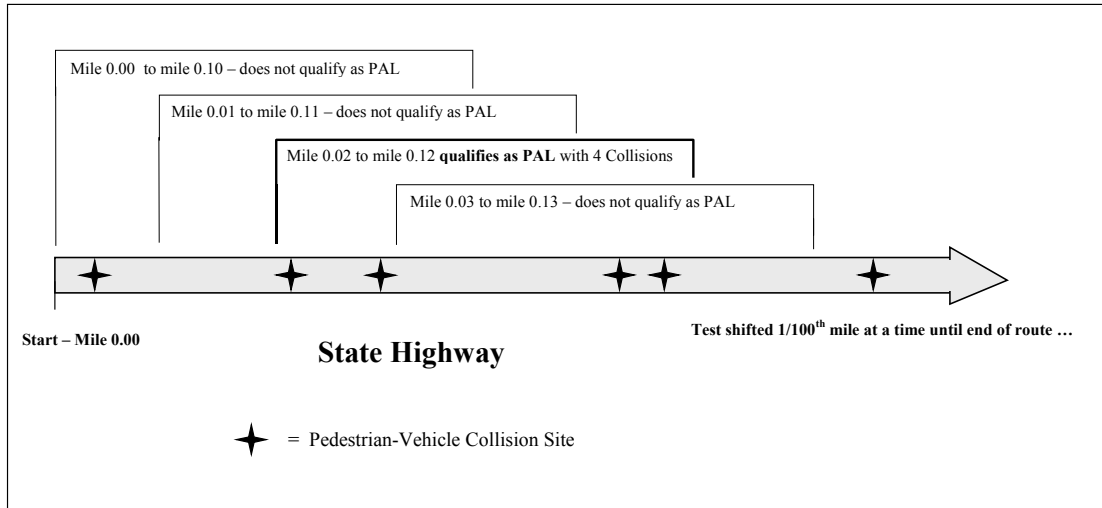 Mile 0.00 to mile 0.10 – does not qualify as PAL
Mile 0.01 to mile 0.11 – does not qualify as PAL
Mile 0.02 to mile 0.12 qualifies as PAL with 4 Collisions
Mile 0.03 to mile 0.13 – does not qualify as PAL
Start – Mile 0.00
Test shifted 1/100th mile at a time until end of route …
State Highway
= Pedestrian-Vehicle Collision Site